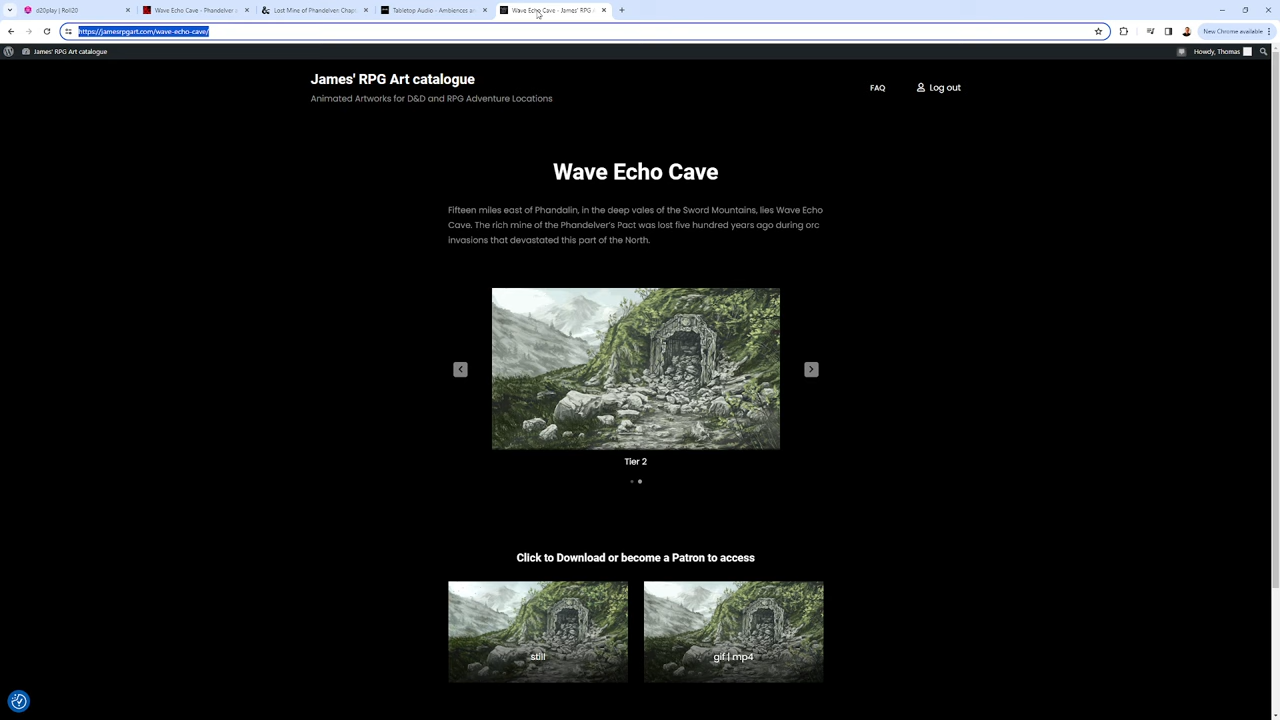 d20play | Roll20
Wave Echo Cave - Phandelver a
Lost Mine of Phandelver: Chapt
Tabletop Audio - Ambiences a
Wave Echo Cave - James' RPG A
https://jamesrpgart.com/wave-echo-cave/
New Chrome available
James' RPG Art catalogue
Howdy, Thomas
James' RPG Art catalogue
Animated Artworks for D&D and RPG Adventure Locations
FAQ
Log out
Wave Echo Cave
Fifteen miles east of Phandalin, in the deep vales of the Sword Mountains, lies Wave Echo
Cave. The rich mine of the Phandelver's Pact was lost five hundred years ago during orc
invasions that devastated this part of the North.
Tier 2
Click to Download or become a Patron to access
still
gif | mp4